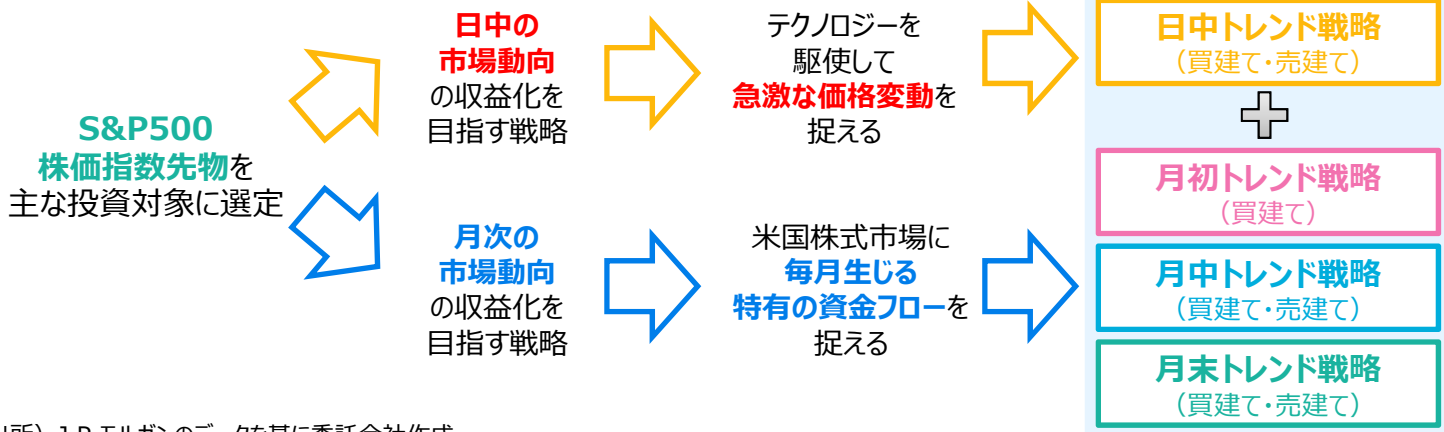 S&P500
株価指数先物を
主な投資対象に選定
日中の
市場動向
の収益化を
目指す戦略
テクノロジーを
駆使して
急激な価格変動を
捉える
日中トレンド戦略
（買建て・売建て）
月次の
市場動向
の収益化を
目指す戦略
米国株式市場に
毎月生じる
特有の資金フローを
捉える
月初トレンド戦略
（買建て）
月中トレンド戦略
（買建て・売建て）
月末トレンド戦略
（買建て・売建て）